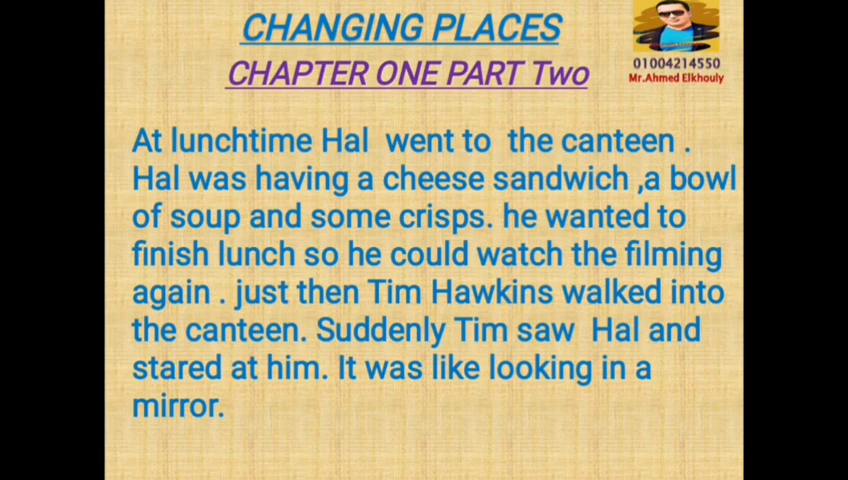 CHANGING PLACES
CHAPTER ONE PART Two
01004214550
Mr.Ahmed Elkhouly
At lunchtime Hal went to the canteen .
Hal was having a cheese sandwich ,a bowl
of soup and some crisps. he wanted to
finish lunch so he could watch the filming
again . just then Tim Hawkins walked into
the canteen. Suddenly Tim saw Hal and
stared at him. It was like looking in a
mirror.